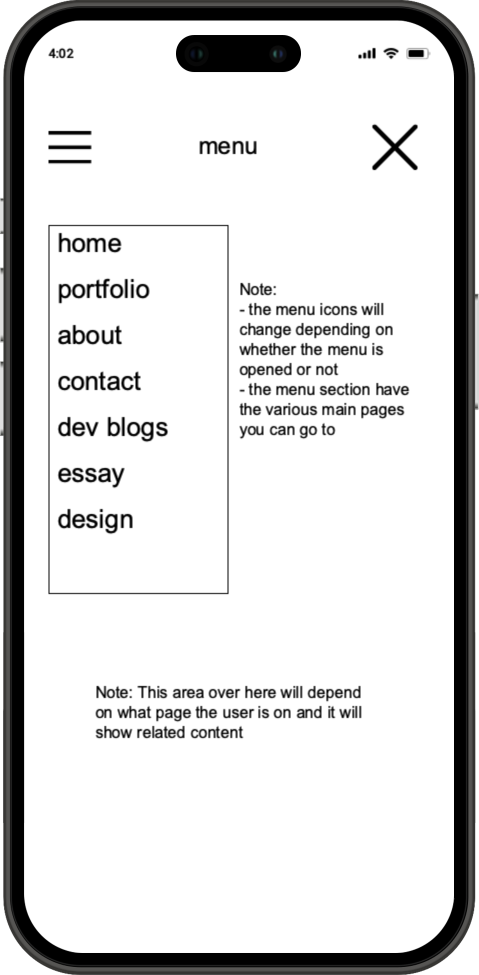 4:02
menu
home
portfolio
about
contact
dev blogs
essay
design
Note:
- the menu icons will
change depending on
whether the menu is
opened or not
- the menu section have
the various main pages
you can go to
Note: This area over here will depend
on what page the user is on and it will
show related content